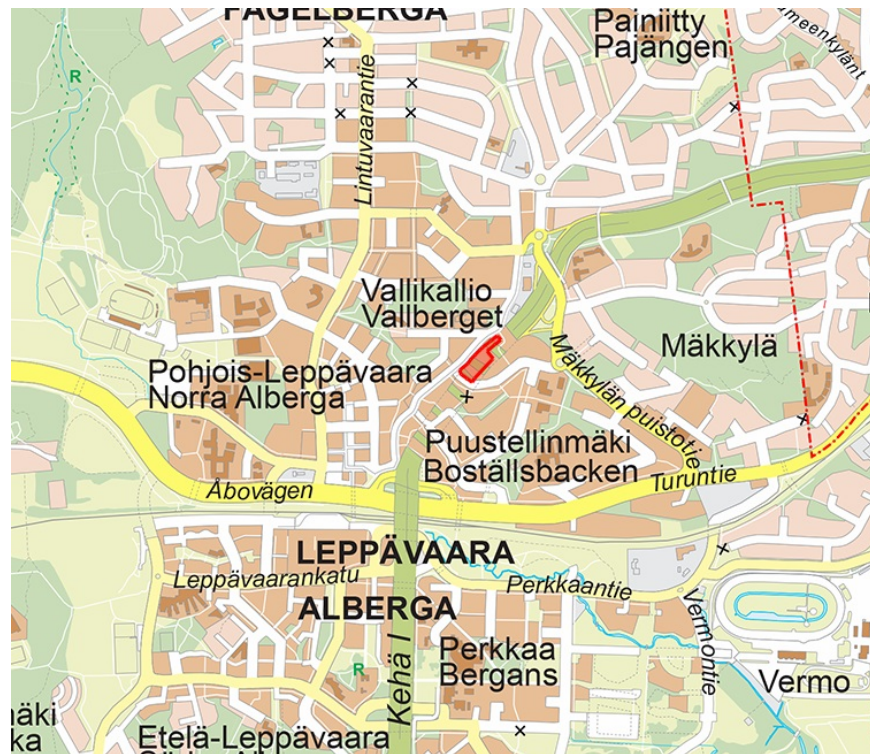 FÅGELBERGA
Painiitty
Pajängen
R
Lintuvaarantie
Vallikallio
Vallberget
Mäkkylä
Pohjois-Leppävaara
Norra Alberga
Mäkkylän puistotie
Puustellinmäki
Boställsbacken
Åbovägen
Turuntie
LEPPÄVAARA
Leppävaarankatu
Perkkaantie
ALBERGA
Kehä I
Perkkaa
Bergans
R
Vermontie
Vermo
Etelä-Leppävaara